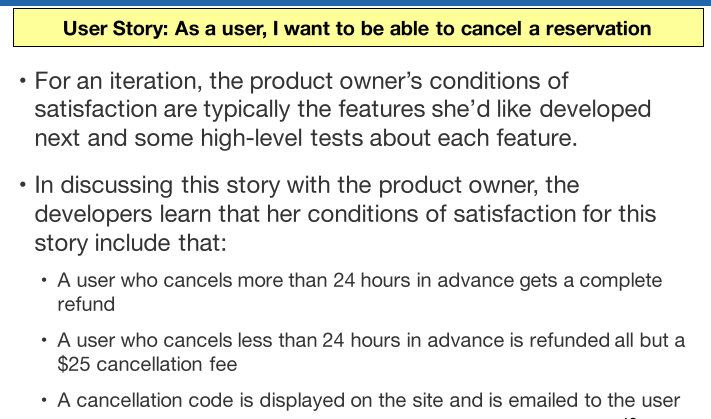 User Story: As a user, I want to be able to cancel a reservation
• For an iteration, the product owner's conditions of
satisfaction are typically the features she'd like developed
next and some high-level tests about each feature.
• In discussing this story with the product owner, the
developers learn that her conditions of satisfaction for this
story include that:
• A user who cancels more than 24 hours in advance gets a complete
refund
• A user who cancels less than 24 hours in advance is refunded all but a
$25 cancellation fee
• A cancellation code is displayed on the site and is emailed to the user